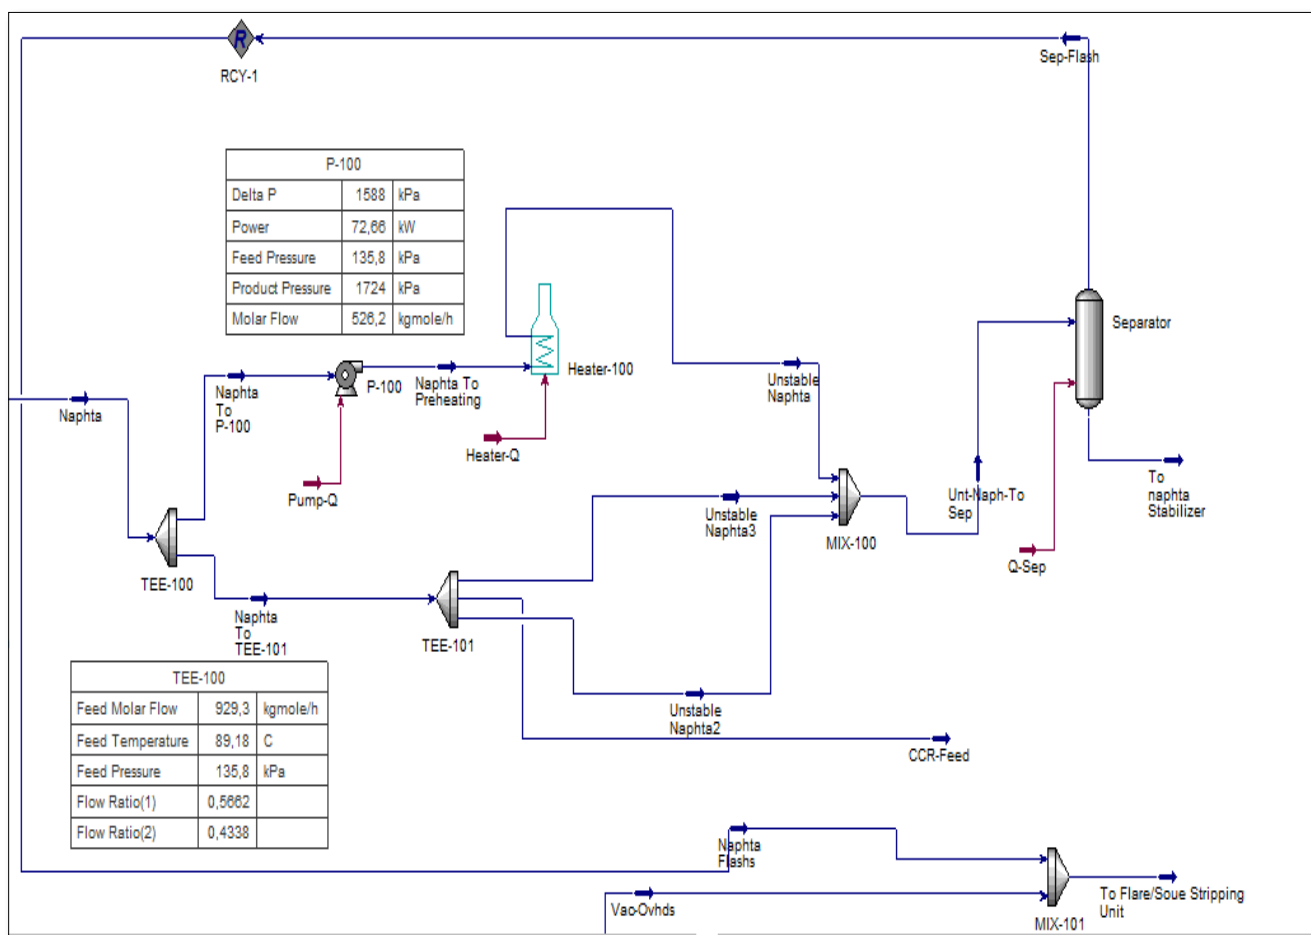 R
RCY-1
Sep-Flash
P-100
Delta P 1588 kPa
Power 72,66 kW
Feed Pressure 135,8 kPa
Product Pressure 1724 kPa
Molar Flow 526,2 kgmole/h
Separator
Heater-100
P-100
Naphta To
Preheating
Unstable
Naphta
Naphta
Naphta
To
P-100
Heater-Q
Pump-Q
Unstable
Naphta3
MIX-100
Unt-Naph-To
Sep
To
naphta
Stabilizer
Q-Sep
TEE-100
Naphta
To
TEE-101
TEE-101
TEE-100
Feed Molar Flow 929,3 kgmole/h
Feed Temperature 89,18 C
Feed Pressure 135,8 kPa
Flow Ratio(1) 0,5662
Flow Ratio(2) 0,4338
Unstable
Naphta2
CCR-Feed
Naphta
Flashs
Vao-Ovhds
To Flare/Soue Stripping
Unit
MIX-101